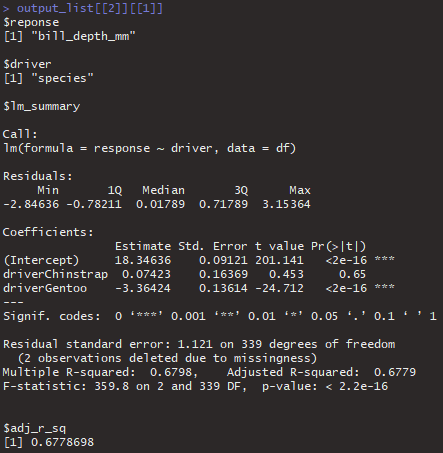 > output_list[[2]][[1]]
$reponse
[1] "bill_depth_mm"
$driver
[1] "species"
$lm_summary
Call:
lm(formula = response ~ driver, data = df)
Residuals:
     Min       1Q   Median       3Q      Max
-2.84636 -0.78211  0.01789  0.71789  3.15364
Coefficients:
                Estimate Std. Error t value Pr(>|t|)
(Intercept)     18.34636    0.09121 201.141   <2e-16 ***
driverChinstrap  0.07423    0.16369   0.453     0.65
driverGentoo    -3.36424    0.13614 -24.712   <2e-16 ***
---
Signif. codes:  0 ‘***’ 0.001 ‘**’ 0.01 ‘*’ 0.05 ‘.’ 0.1 ‘ ’ 1
Residual standard error: 1.121 on 339 degrees of freedom
  (2 observations deleted due to missingness)
Multiple R-squared:  0.6798,    Adjusted R-squared:  0.6779
F-statistic: 359.8 on 2 and 339 DF,  p-value: < 2.2e-16
$adj_r_sq
[1] 0.6778698